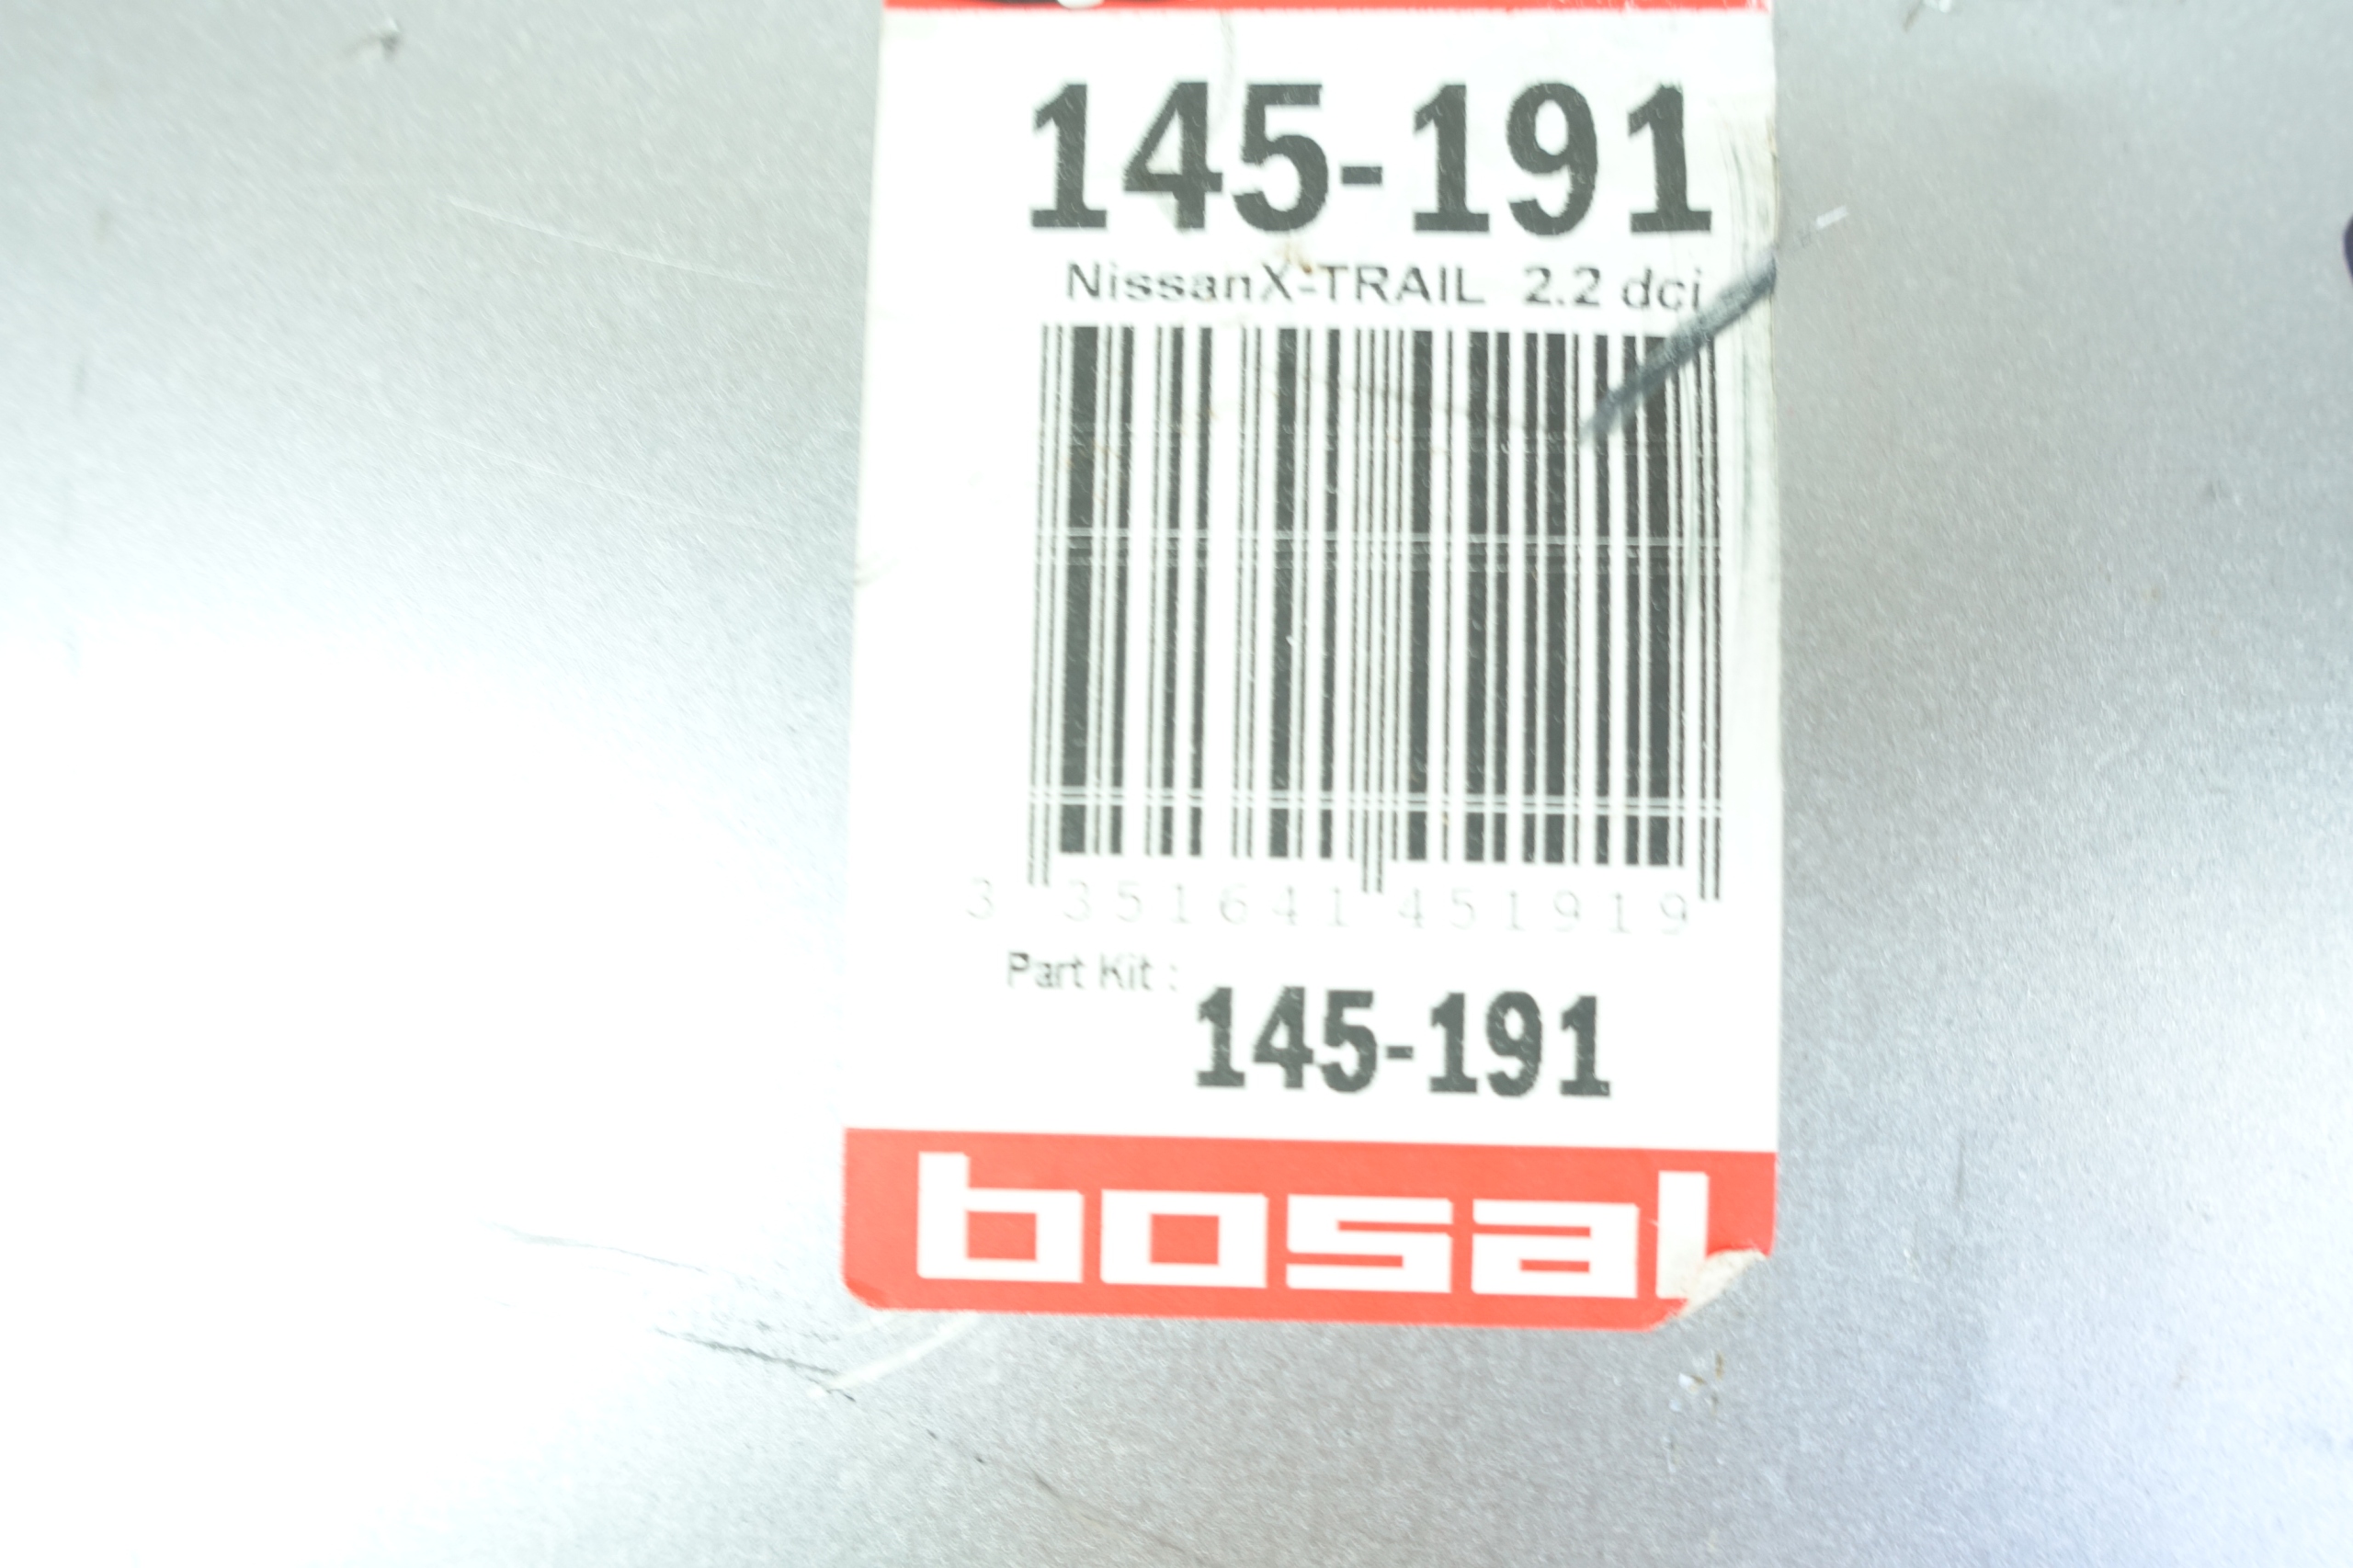 145-191
NissanX-TRAIL 2.2 dci
3 351641 451919
Part Kit :
145-191
bosal